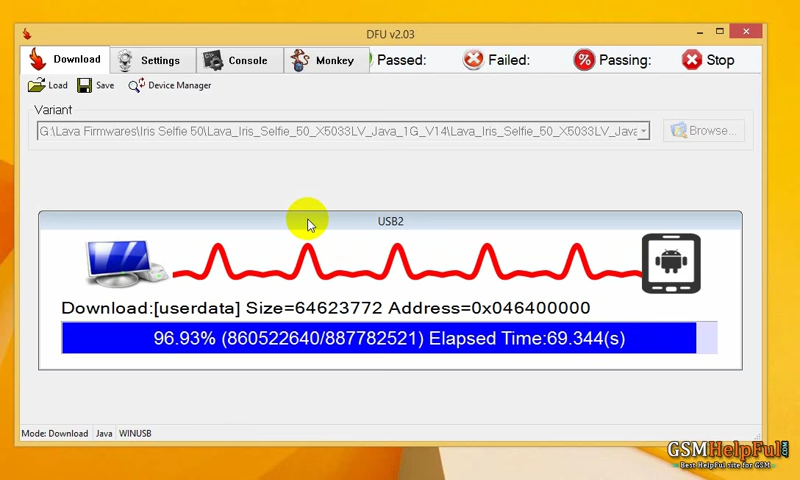 DFU v2.03
Download Settings Console Monkey Passed: Failed: Passing: Stop
Load Save Device Manager
Variant
G:\Lava Firmwares\Iris Selfie 50\Lava_Iris_Selfie_50_X5033LV_Java_1G_V14\Lava_Iris_Selfie_50_X5033LV_Java Browse...
USB2
Download:[userdata] Size=64623772 Address=0x046400000
96.93% (860522640/887782521) Elapsed Time:69.344(s)
Mode: Download Java WINUSB
GSMHelpFul.COM
Best HelpFul site for GSM